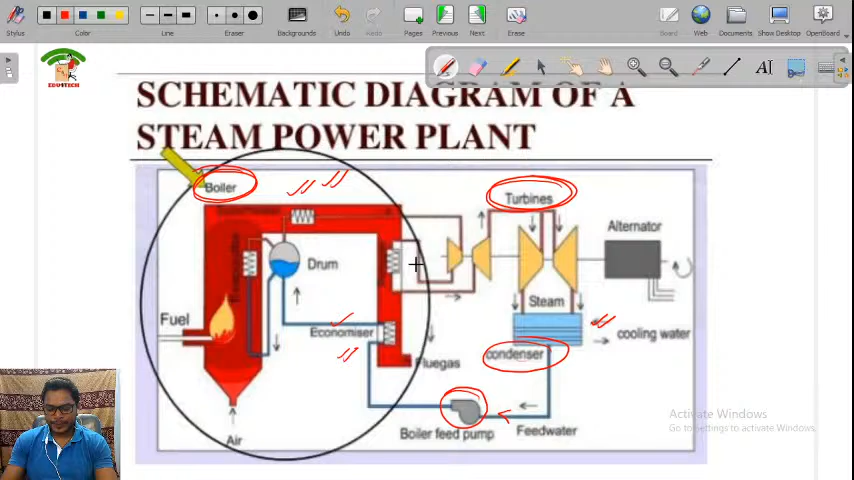 Stylus
Color
Line
Eraser
Backgrounds
Undo
Redo
Pages
Previous
Next
Erase
Board
Web
Documents
Show Desktop
OpenBoard
EDU4TECH
SCHEMATIC DIAGRAM OF A
STEAM POWER PLANT
Boiler
Turbines
Alternator
Drum
Steam
Fuel
Economiser
cooling water
condenser
Fluegas
Boiler feed pump
Feedwater
Air
Activate Windows
Go to Settings to activate Windows.